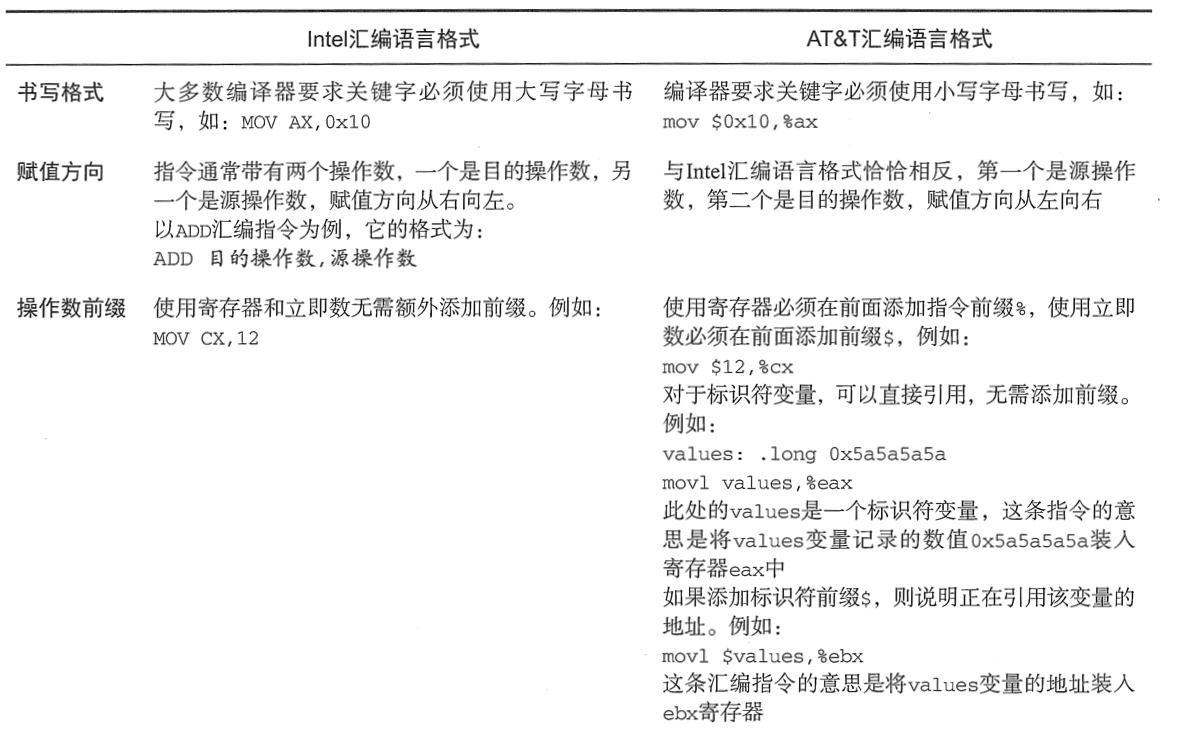 Intel汇编语言格式 AT&T汇编语言格式
书写格式 大多数编译器要求关键字必须使用大写字母书
写，如：MOV AX,0x10
编译器要求关键字必须使用小写字母书写，如：
mov $0x10,%ax
赋值方向 指令通常带有两个操作数，一个是目的操作数，另
一个是源操作数，赋值方向从右向左。
以ADD汇编指令为例，它的格式为：
ADD 目的操作数,源操作数
与Intel汇编语言格式恰恰相反，第一个是源操作
数，第二个是目的操作数，赋值方向从左向右
操作数前缀 使用寄存器和立即数无需额外添加前缀。例如：
MOV CX,12
使用寄存器必须在前面添加指令前缀%，使用立即
数必须在前面添加前缀$，例如：
mov $12,%cx
对于标识符变量，可以直接引用，无需添加前缀。
例如：
values: .long 0x5a5a5a5a
movl values,%eax
此处的values是一个标识符变量，这条指令的意
思是将values变量记录的数值0x5a5a5a5a装入
寄存器eax中
如果添加标识符前缀$，则说明正在引用该变量的
地址。例如：
movl $values,%ebx
这条汇编指令的意思是将values变量的地址装入
ebx寄存器